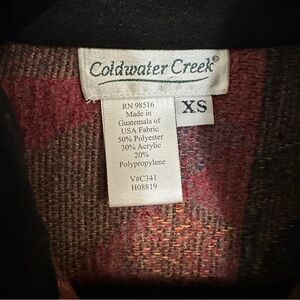 Coldwater Creek®
XS
RN 98516
Made in
Guatemala of
USA Fabric
50% Polyester
30% Acrylic
20%
Polypropylene
V#C341
H08819